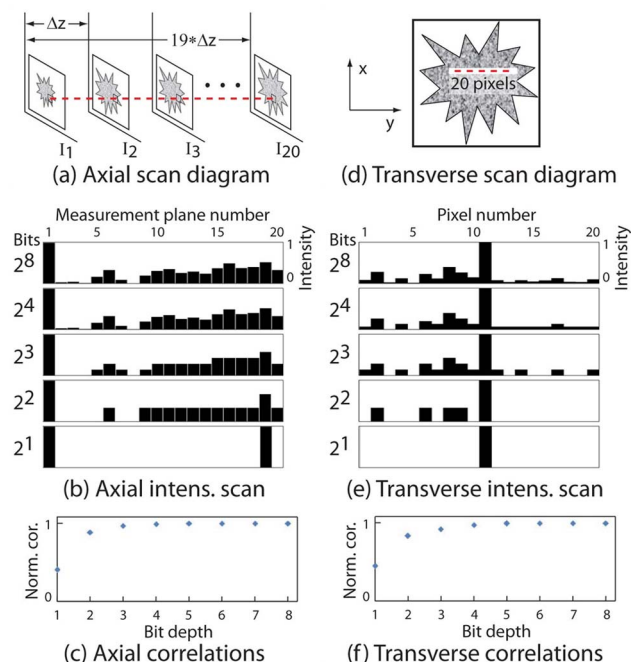 Δz
19*Δz
I1 I2 I3 I20
(a) Axial scan diagram
x
y
20 pixels
(d) Transverse scan diagram
Measurement plane number
Bits 1 5 10 15 20
2^8 1 0 Intensity
2^4
2^3
2^2
2^1
(b) Axial intens. scan
Pixel number
1 5 10 15 20
2^8 1 0 Intensity
2^4
2^3
2^2
2^1
(e) Transverse intens. scan
Norm. cor.
1
0
1 2 3 4 5 6 7 8
Bit depth
(c) Axial correlations
Norm. cor.
1
0
1 2 3 4 5 6 7 8
Bit depth
(f) Transverse correlations